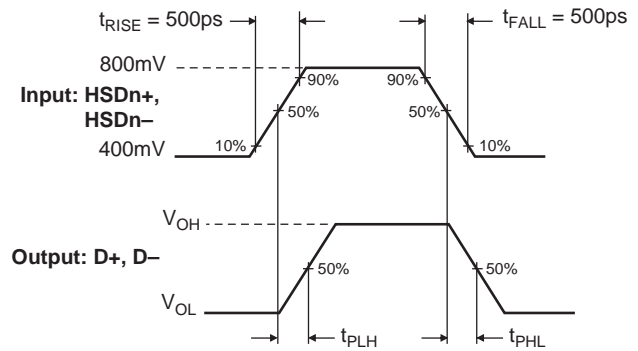 tRISE = 500ps
tFALL = 500ps
800mV
90%
90%
Input: HSDn+,
HSDn–
50%
50%
400mV
10%
10%
VOH
Output: D+, D–
50%
50%
VOL
tPLH
tPHL